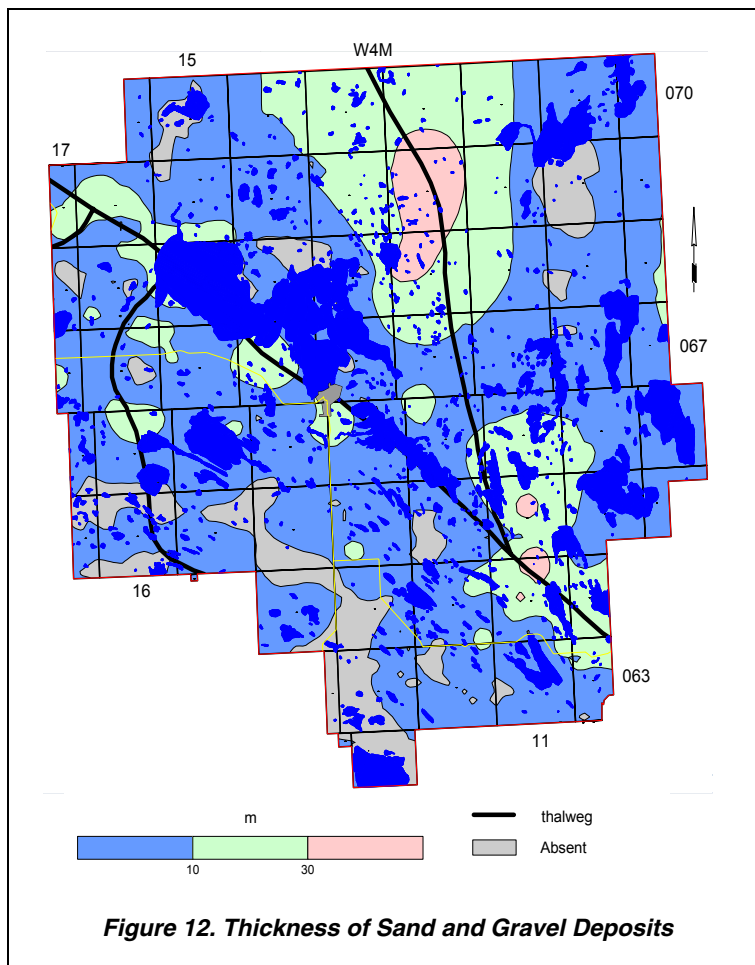 W4M
15
070
17
067
16
063
11
m
thalweg
Absent
10
30
Figure 12. Thickness of Sand and Gravel Deposits